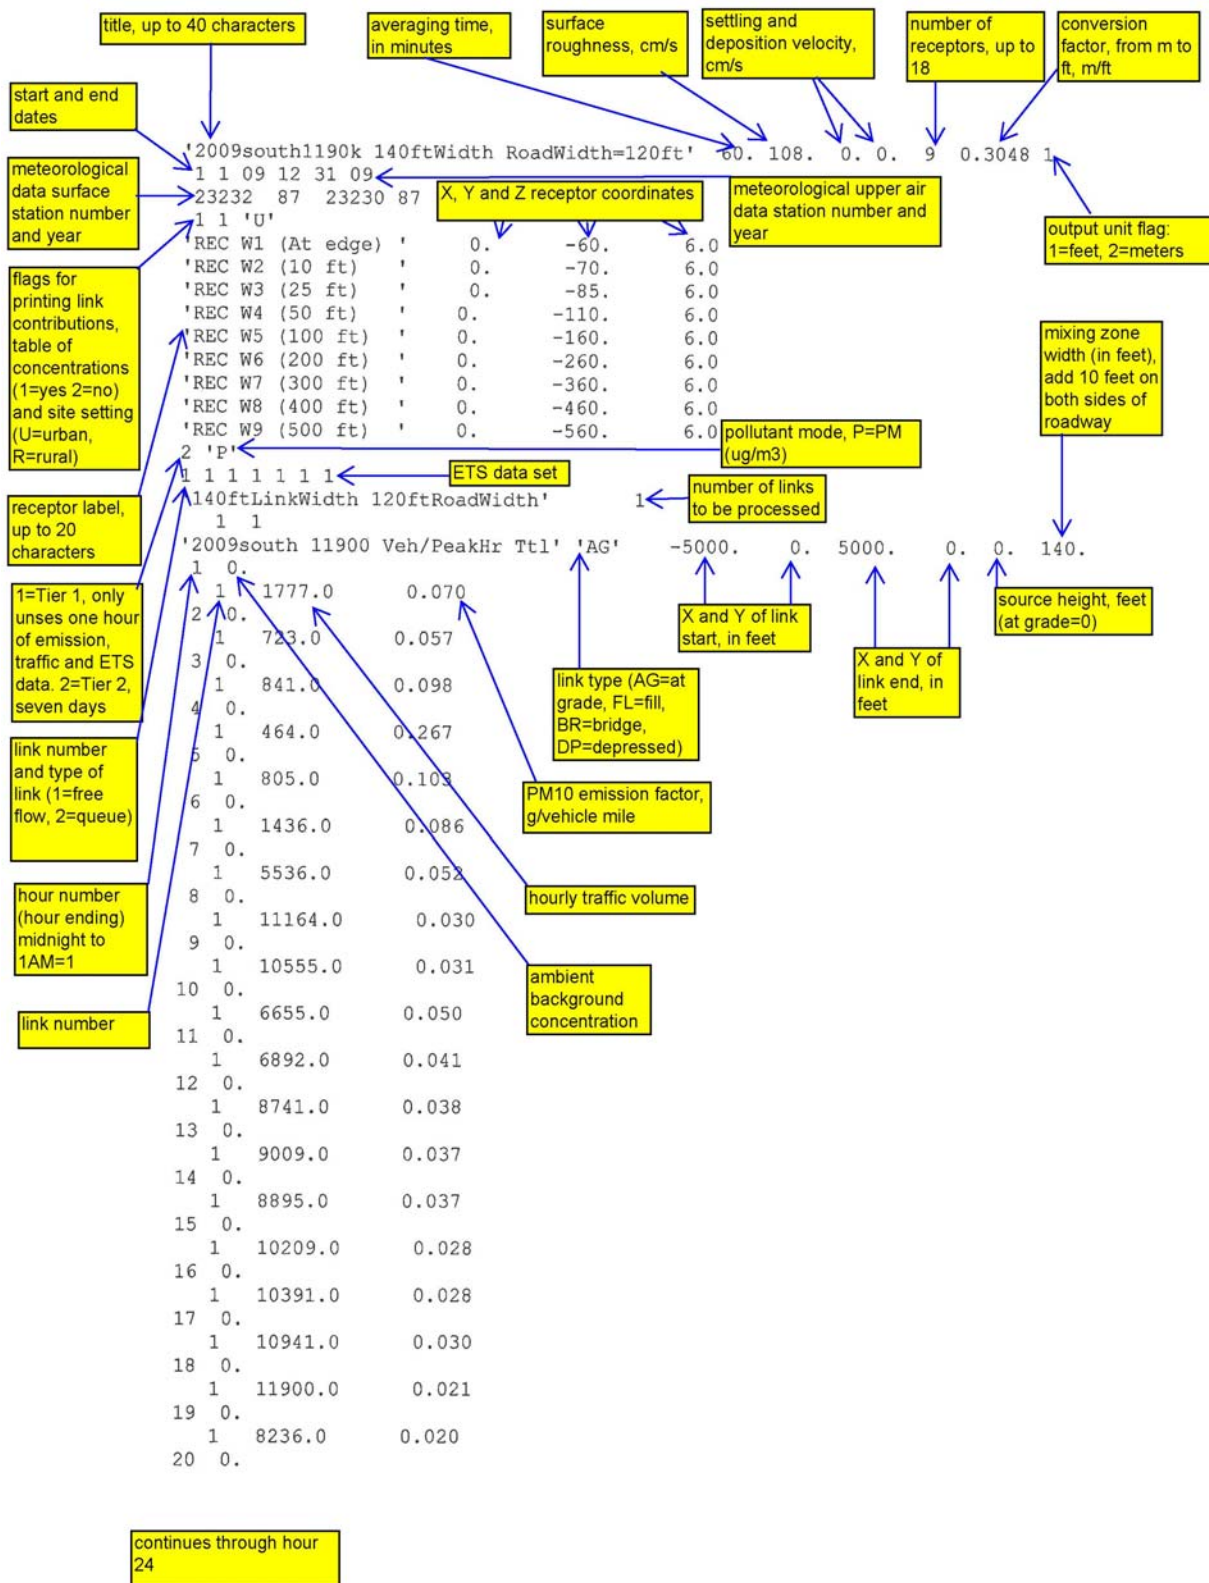 title, up to 40 characters
averaging time,
in minutes
surface
roughness, cm/s
settling and
deposition velocity,
cm/s
number of
receptors, up to
18
conversion
factor, from m to
ft, m/ft
start and end
dates
'2009south1190k 140ftWidth RoadWidth=120ft' 60. 108. 0. 0. 9 0.3048 1
1 1 09 12 31 09
meteorological
data surface
station number
and year
23232 87 23230 87
X, Y and Z receptor coordinates
meteorological upper air
data station number and
year
output unit flag:
1=feet, 2=meters
1 1 'U'
'REC W1 (At edge) ' 0. -60. 6.0
'REC W2 (10 ft) ' 0. -70. 6.0
'REC W3 (25 ft) ' 0. -85. 6.0
'REC W4 (50 ft) ' 0. -110. 6.0
'REC W5 (100 ft) ' 0. -160. 6.0
'REC W6 (200 ft) ' 0. -260. 6.0
'REC W7 (300 ft) ' 0. -360. 6.0
'REC W8 (400 ft) ' 0. -460. 6.0
'REC W9 (500 ft) ' 0. -560. 6.0
flags for
printing link
contributions,
table of
concentrations
(1=yes 2=no)
and site setting
(U=urban,
R=rural)
mixing zone
width (in feet),
add 10 feet on
both sides of
roadway
2 'P'
pollutant mode, P=PM
(ug/m3)
1 1 1 1 1 1 1
ETS data set
'140ftLinkWidth 120ftRoadWidth' 1
number of links
to be processed
receptor label,
up to 20
characters
1 1
'2009south 11900 Veh/PeakHr Ttl' 'AG' -5000. 0. 5000. 0. 0. 140.
1 0.
1 1777.0 0.070
2 0.
1 723.0 0.057
3 0.
1 841.0 0.098
4 0.
1 464.0 0.267
5 0.
1 805.0 0.103
6 0.
1 1436.0 0.086
7 0.
1 5536.0 0.052
8 0.
1 11164.0 0.030
9 0.
1 10555.0 0.031
10 0.
1 6655.0 0.050
11 0.
1 6892.0 0.041
12 0.
1 8741.0 0.038
13 0.
1 9009.0 0.037
14 0.
1 8895.0 0.037
15 0.
1 10209.0 0.028
16 0.
1 10391.0 0.028
17 0.
1 10941.0 0.030
18 0.
1 11900.0 0.021
19 0.
1 8236.0 0.020
20 0.
1=Tier 1, only
unses one hour
of emission,
traffic and ETS
data. 2=Tier 2,
seven days
X and Y of link
start, in feet
source height, feet
(at grade=0)
X and Y of
link end, in
feet
link type (AG=at
grade, FL=fill,
BR=bridge,
DP=depressed)
link number
and type of
link (1=free
flow, 2=queue)
PM10 emission factor,
g/vehicle mile
hour number
(hour ending)
midnight to
1AM=1
hourly traffic volume
ambient
background
concentration
link number
continues through hour
24